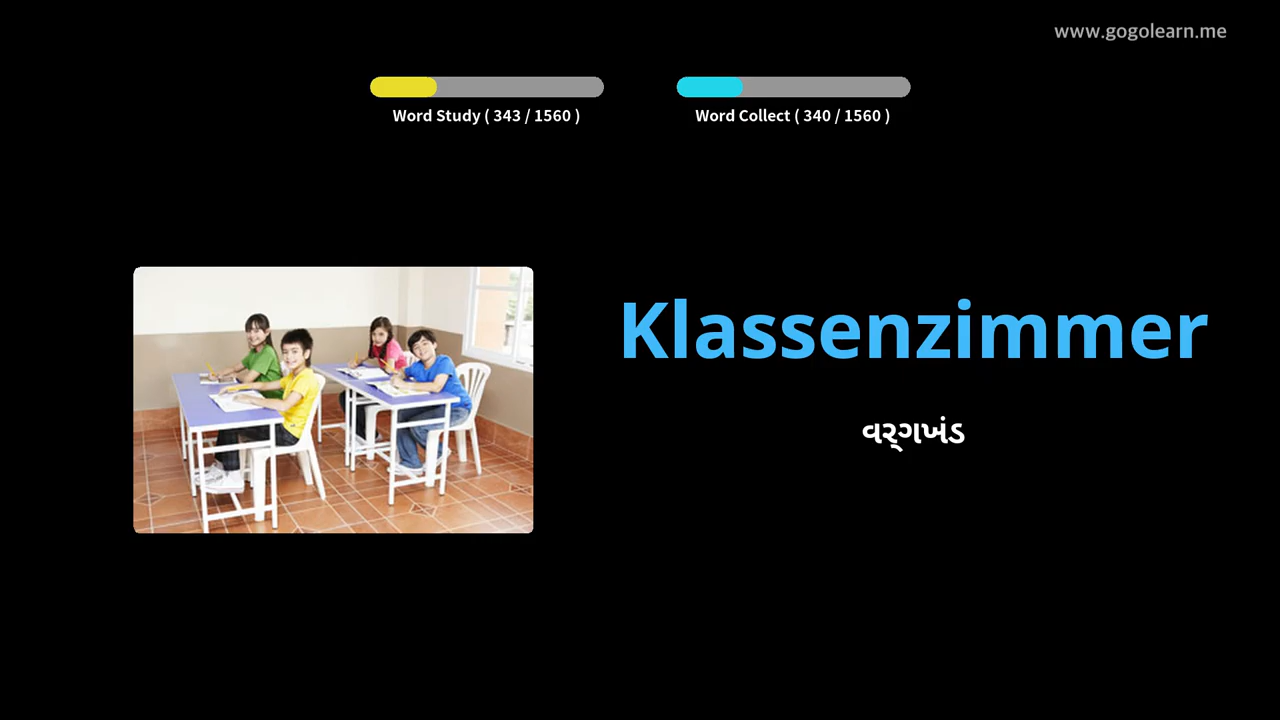 www.gogolearn.me
Word Study ( 343 / 1560 )
Word Collect ( 340 / 1560 )
Klassenzimmer
વર્ગખંડ